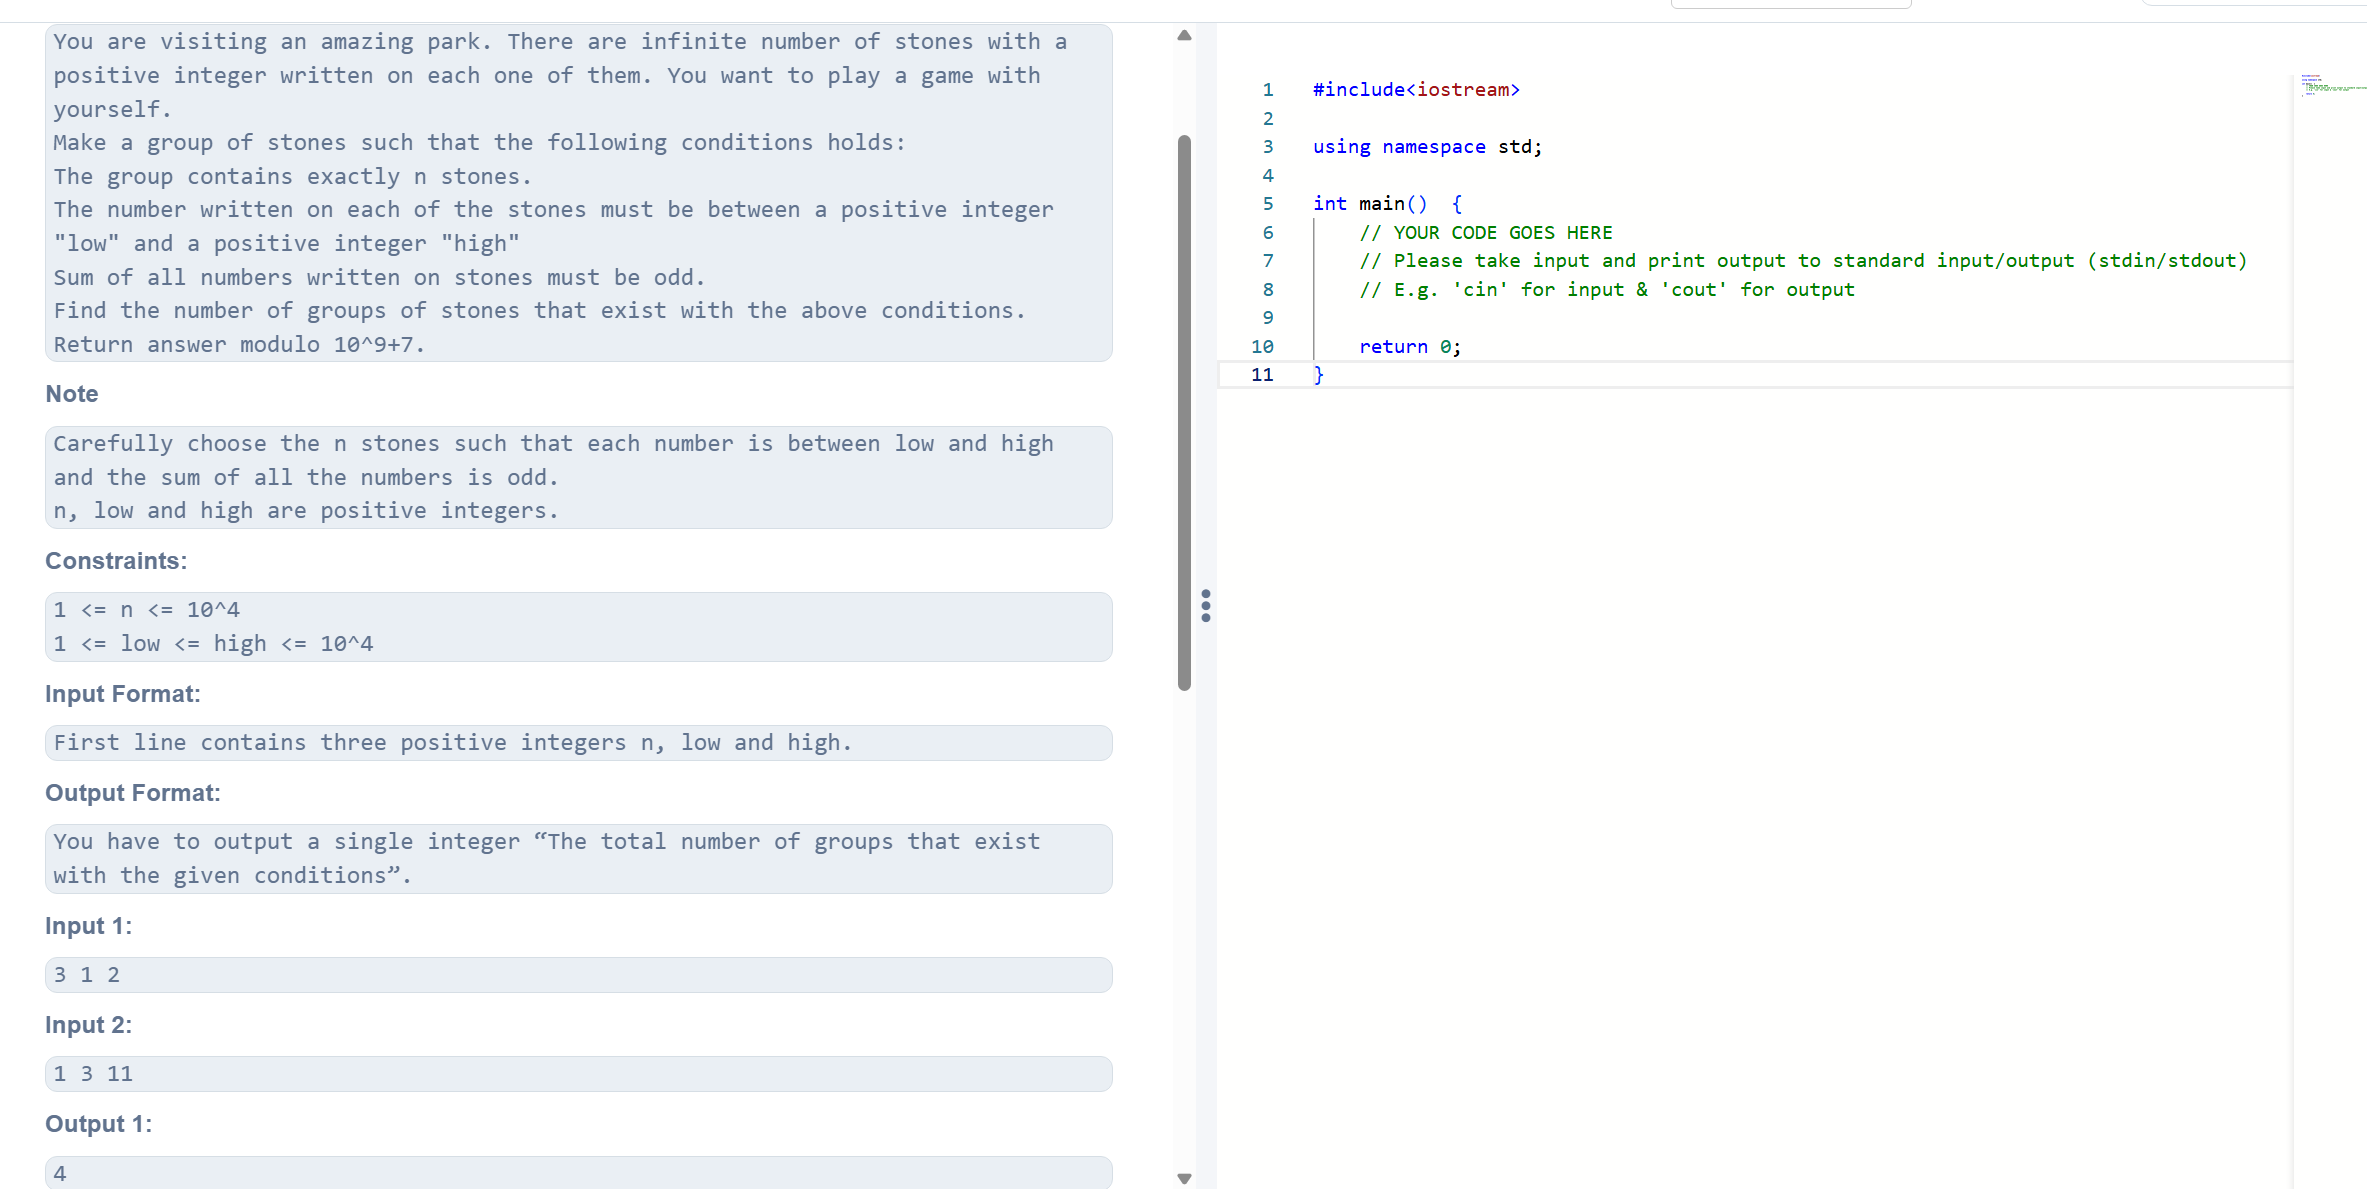 You are visiting an amazing park. There are infinite number of stones with a
positive integer written on each one of them. You want to play a game with
yourself.
Make a group of stones such that the following conditions holds:
The group contains exactly n stones.
The number written on each of the stones must be between a positive integer
"low" and a positive integer "high"
Sum of all numbers written on stones must be odd.
Find the number of groups of stones that exist with the above conditions.
Return answer modulo 10^9+7.
Note
Carefully choose the n stones such that each number is between low and high
and the sum of all the numbers is odd.
n, low and high are positive integers.
Constraints:
1 <= n <= 10^4
1 <= low <= high <= 10^4
Input Format:
First line contains three positive integers n, low and high.
Output Format:
You have to output a single integer “The total number of groups that exist
with the given conditions”.
Input 1:
3 1 2
Input 2:
1 3 11
Output 1:
4
1 #include<iostream>
2
3 using namespace std;
4
5 int main()  {
6     // YOUR CODE GOES HERE
7     // Please take input and print output to standard input/output (stdin/stdout)
8     // E.g. 'cin' for input & 'cout' for output
9
10     return 0;
11 }